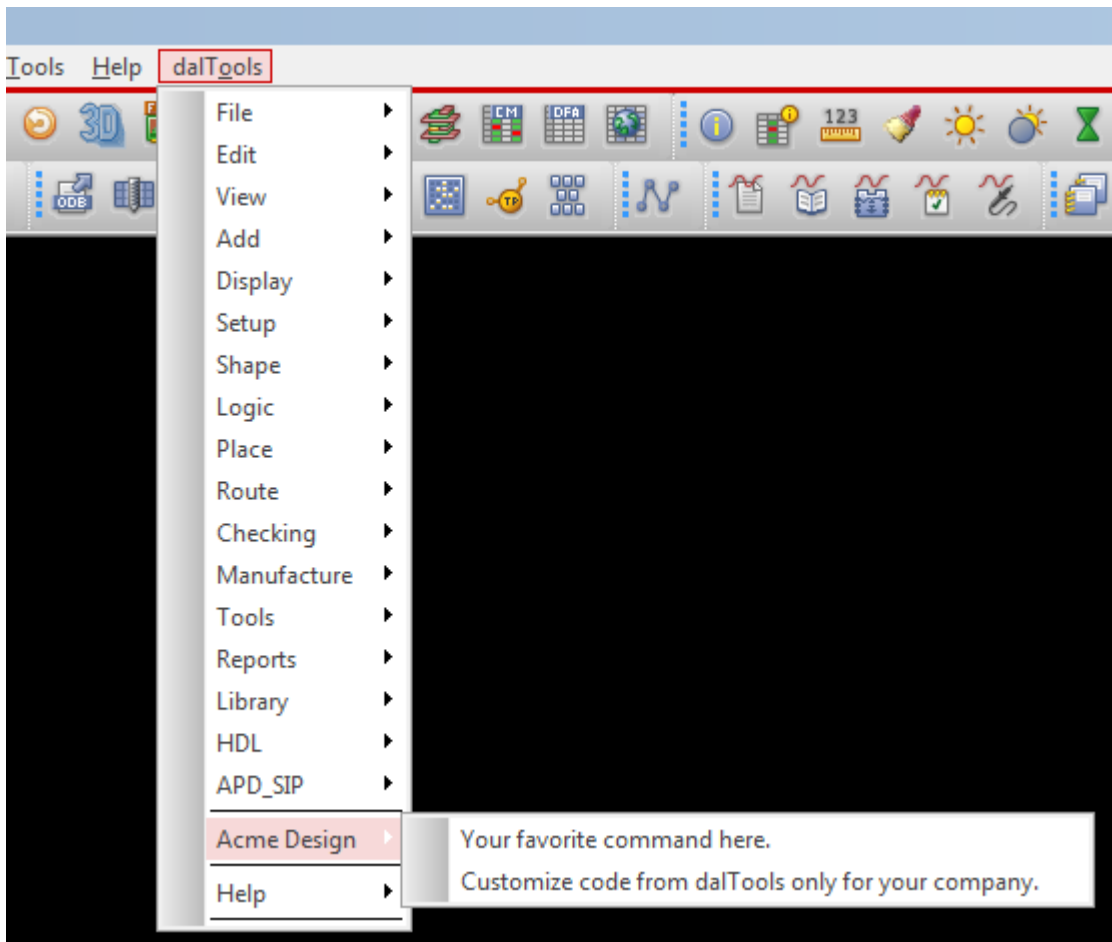 Tools Help dalTools
3D F CM DFA 123
ODB TP
File
Edit
View
Add
Display
Setup
Shape
Logic
Place
Route
Checking
Manufacture
Tools
Reports
Library
HDL
APD_SIP
Acme Design
Your favorite command here.
Customize code from dalTools only for your company.
Help